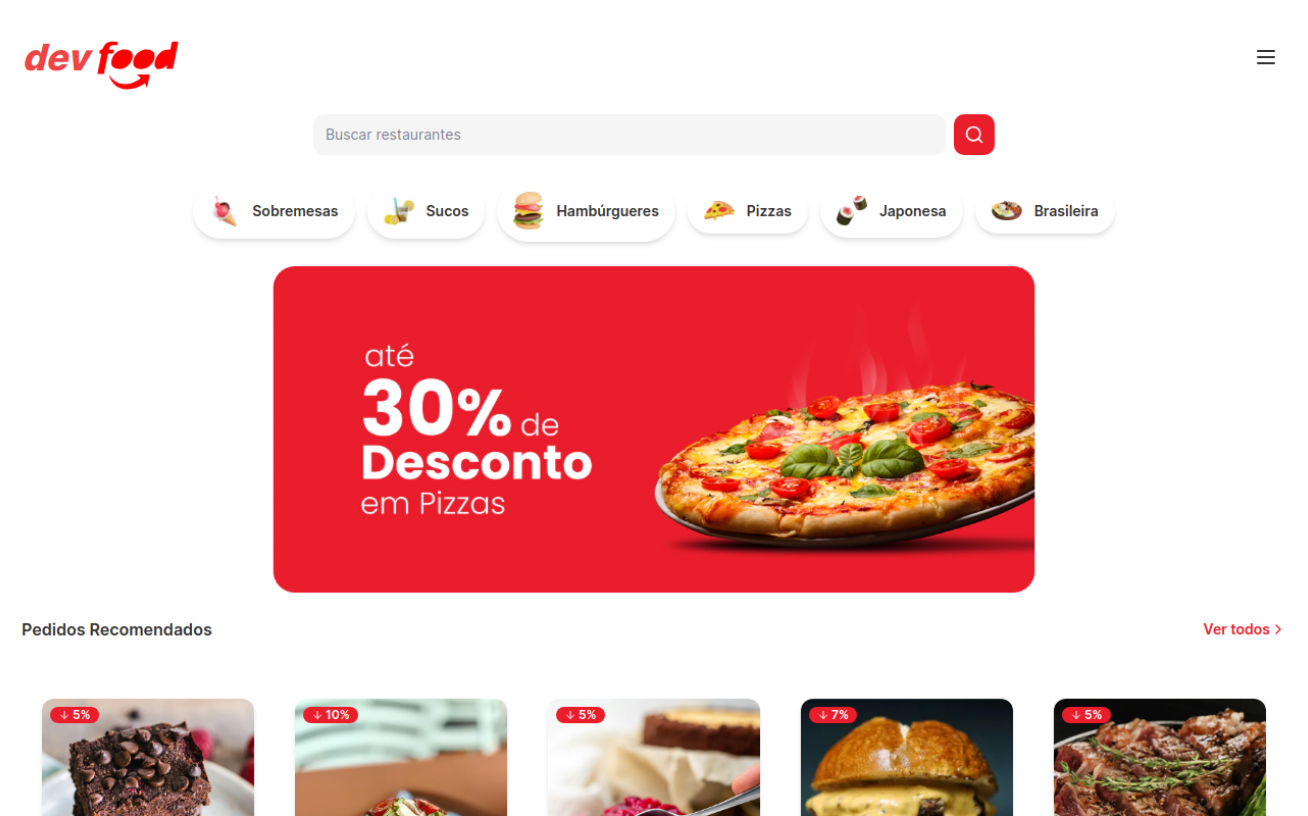 dev food
Buscar restaurantes
Sobremesas
Sucos
Hambúrgueres
Pizzas
Japonesa
Brasileira
até
30% de
Desconto
em Pizzas
Pedidos Recomendados
Ver todos
5%
10%
5%
7%
5%